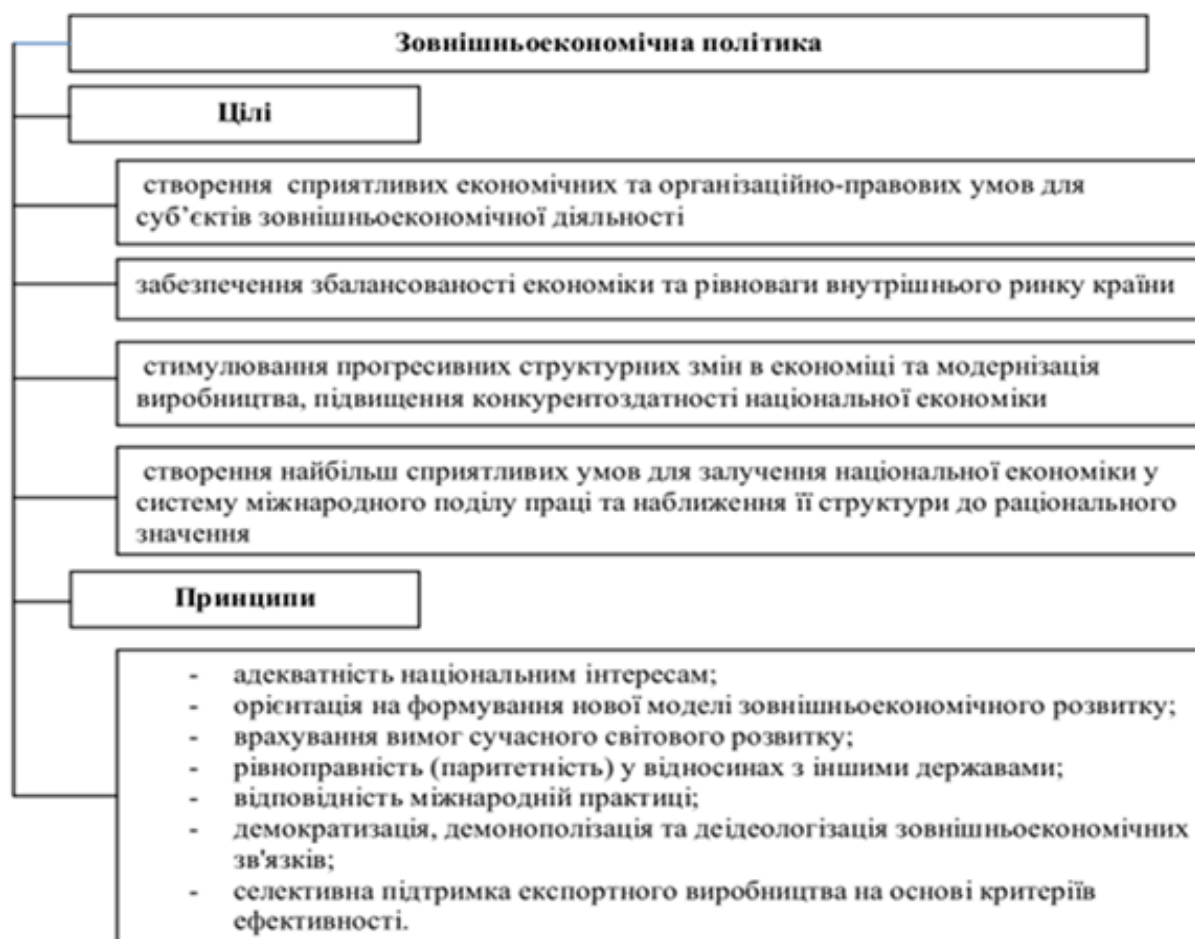 Зовнішньоекономічна політика
Цілі
створення сприятливих економічних та організаційно-правових умов для
суб’єктів зовнішньоекономічної діяльності
забезпечення збалансованості економіки та рівноваги внутрішнього ринку країни
стимулювання прогресивних структурних змін в економіці та модернізація
виробництва, підвищення конкурентоздатності національної економіки
створення найбільш сприятливих умов для залучення національної економіки у
систему міжнародного поділу праці та наближення її структури до раціонального
значення
Принципи
- адекватність національним інтересам;
- орієнтація на формування нової моделі зовнішньоекономічного розвитку;
- врахування вимог сучасного світового розвитку;
- рівноправність (паритетність) у відносинах з іншими державами;
- відповідність міжнародній практиці;
- демократизація, демонополізація та деідеологізація зовнішньоекономічних
зв'язків;
- селективна підтримка експортного виробництва на основі критеріїв
ефективності.